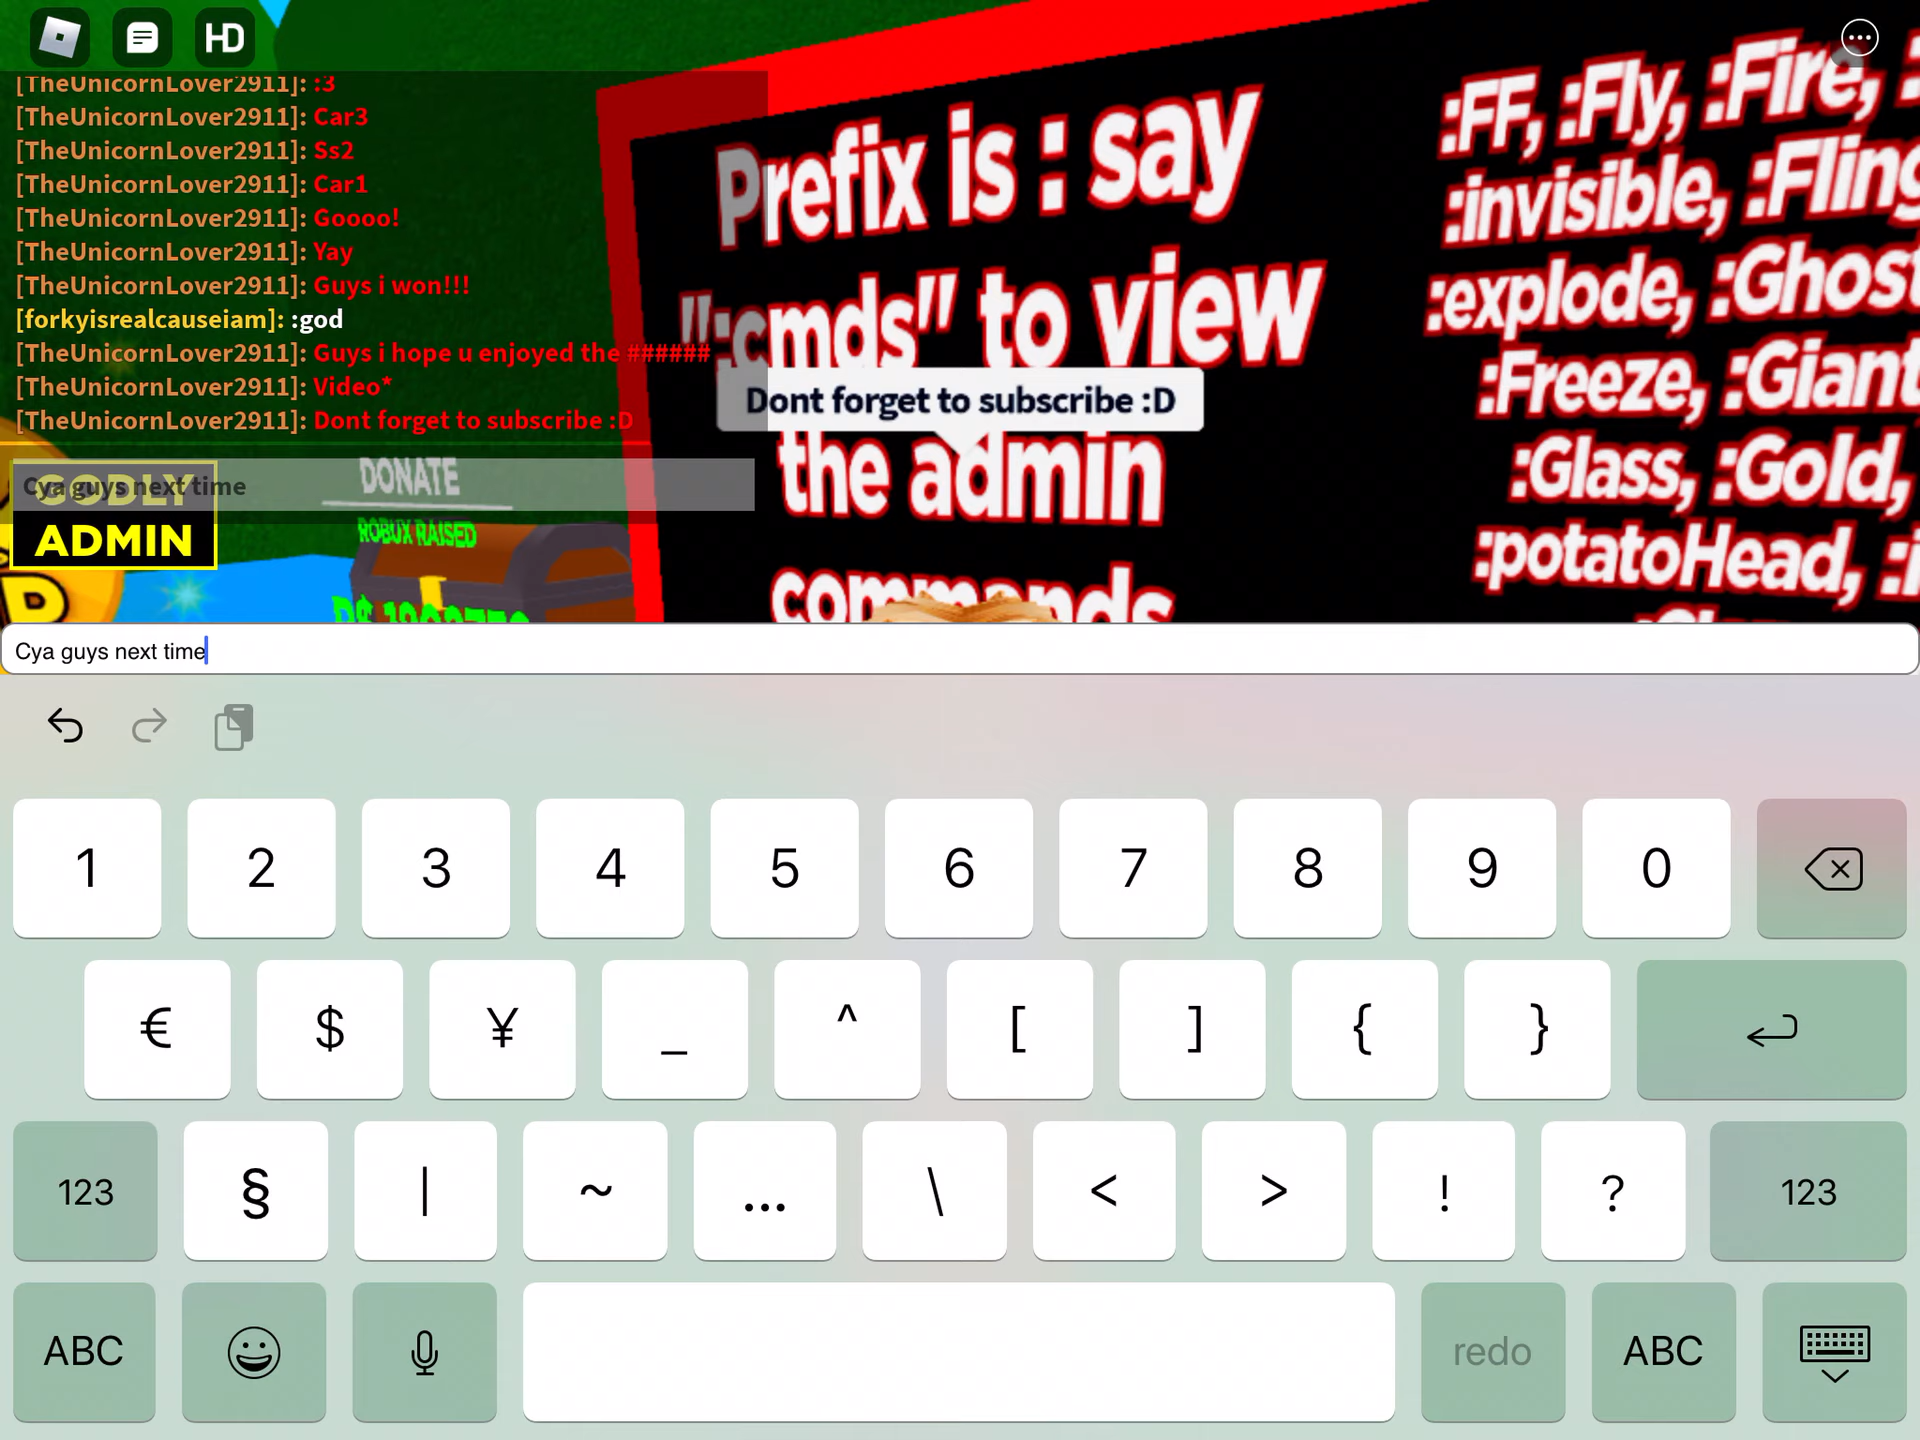 HD
[TheUnicornLover2911]: :3
[TheUnicornLover2911]: Car3
[TheUnicornLover2911]: Ss2
[TheUnicornLover2911]: Car1
[TheUnicornLover2911]: Goooo!
[TheUnicornLover2911]: Yay
[TheUnicornLover2911]: Guys i won!!!
[forkyisrealcauseiam]: :god
[TheUnicornLover2911]: Guys i hope u enjoyed the ######
[TheUnicornLover2911]: Video*
[TheUnicornLover2911]: Dont forget to subscribe :D
Cya guys next time
GODLY
ADMIN
D
DONATE
ROBUX RAISED
Prefix is : say
":cmds" to view
the admin
commands
Dont forget to subscribe :D
:FF, :Fly, :Fire,
:invisible, :Fling
:explode, :Ghost
:Freeze, :Giant
:Glass, :Gold,
:potatoHead,
Cya guys next time
1 2 3 4 5 6 7 8 9 0
€ $ ¥ _ ^ [ ] { }
123 § | ~ … \ < > ! ? 123
ABC redo ABC